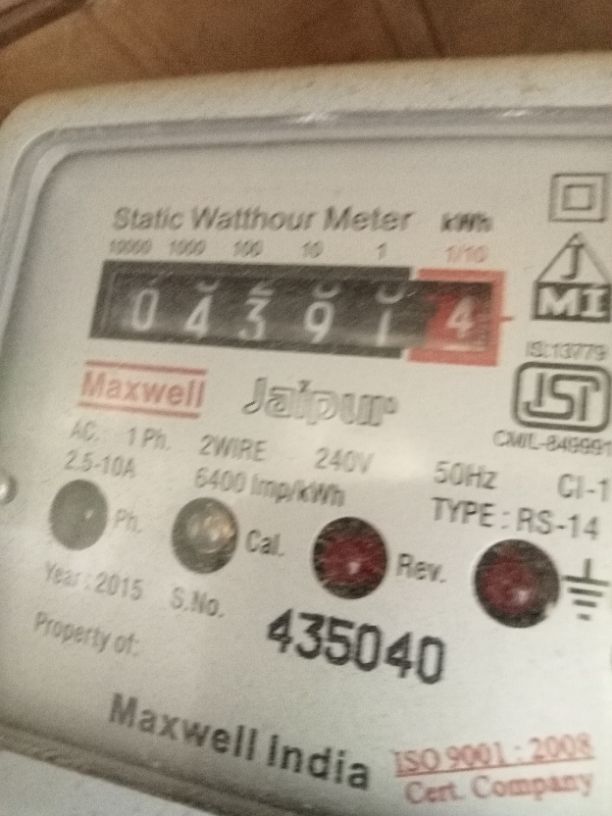 Static Watthour Meter kWh
10000 1000 100 10 1 1/10
0 4 3 9 1 4
J
MI
IS:13779
Maxwell Jaipur
ISI
CM/L-849991
AC. 1 Ph. 2WIRE 240V 50Hz Cl-1
2.5-10A 6400 Imp/kWh TYPE : RS-14
Ph. Cal. Rev.
Year : 2015 S.No. 435040
Property of:
Maxwell India
ISO 9001 : 2008
Cert. Company